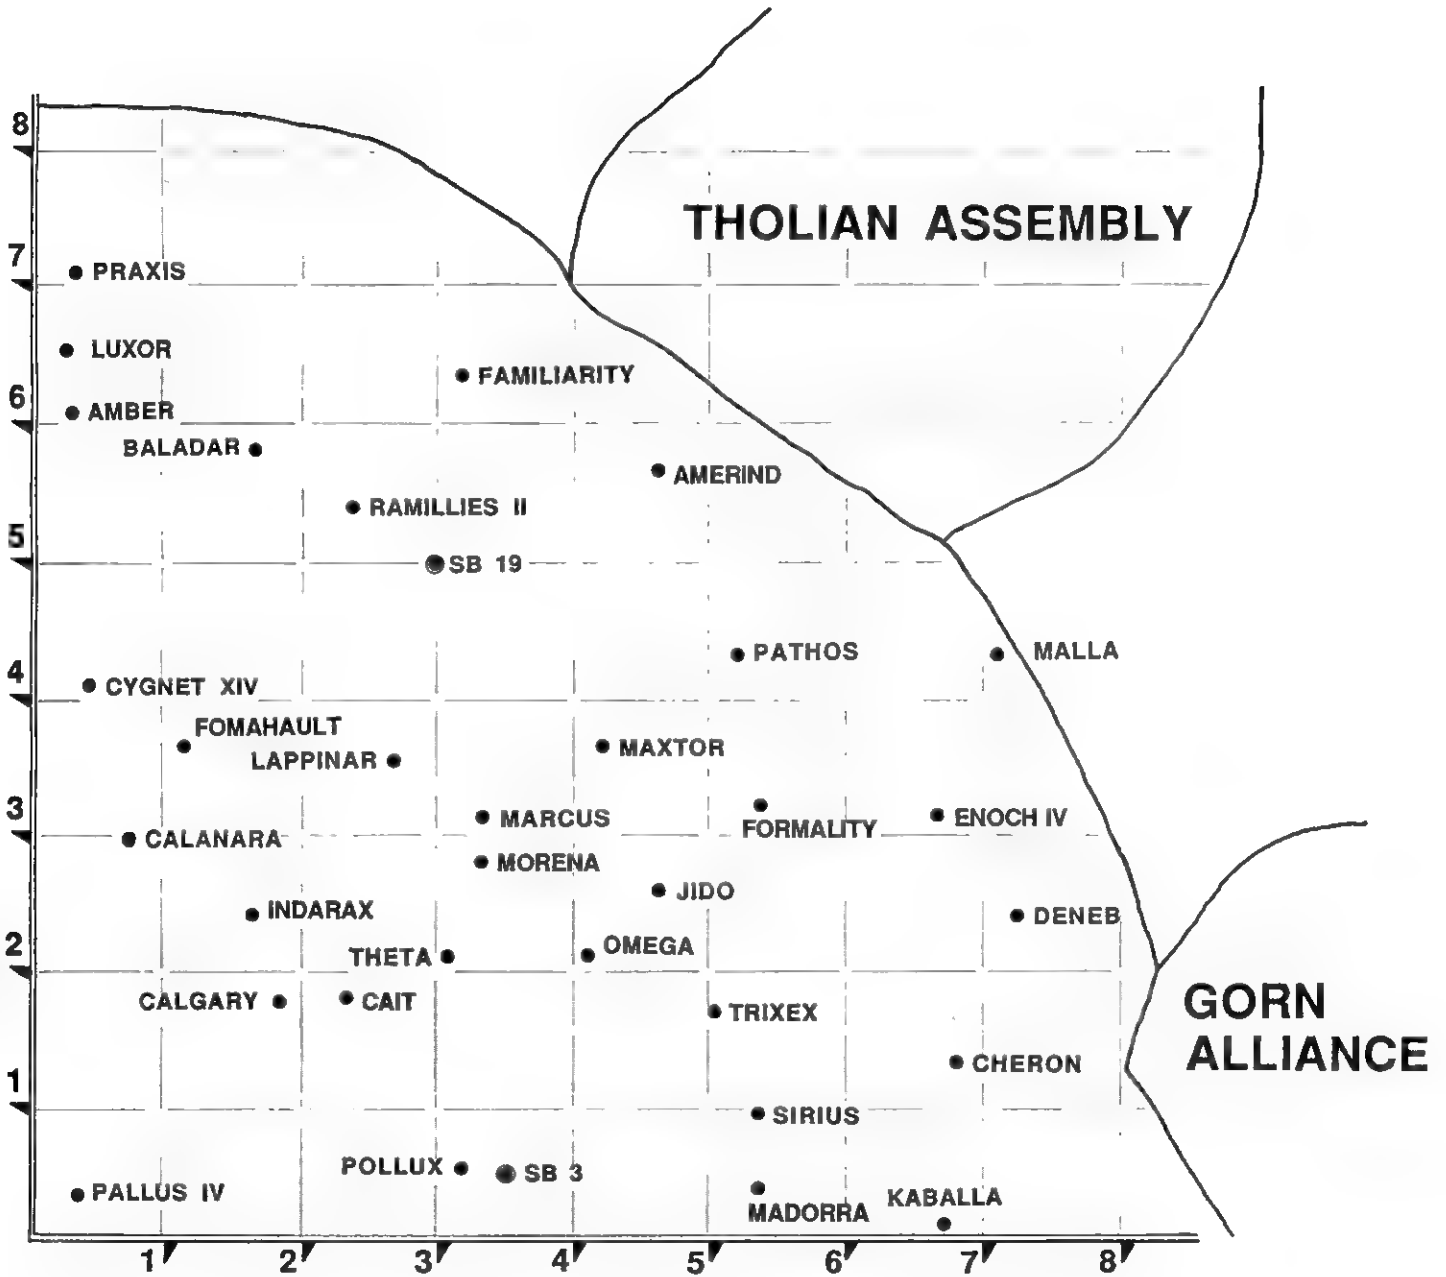 8
THOLIAN ASSEMBLY
7
PRAXIS
LUXOR
FAMILIARITY
6
AMBER
BALADAR
AMERIND
RAMILLIES II
5
SB 19
PATHOS
MALLA
4
CYGNET XIV
FOMAHAULT
MAXTOR
LAPPINAR
3
MARCUS
ENOCH IV
FORMALITY
CALANARA
MORENA
JIDO
INDARAX
DENEB
2
OMEGA
THETA
CALGARY
CAIT
TRIXEX
GORN
ALLIANCE
CHERON
1
SIRIUS
POLLUX
SB 3
PALLUS IV
KABALLA
MADORRA
1 2 3 4 5 6 7 8